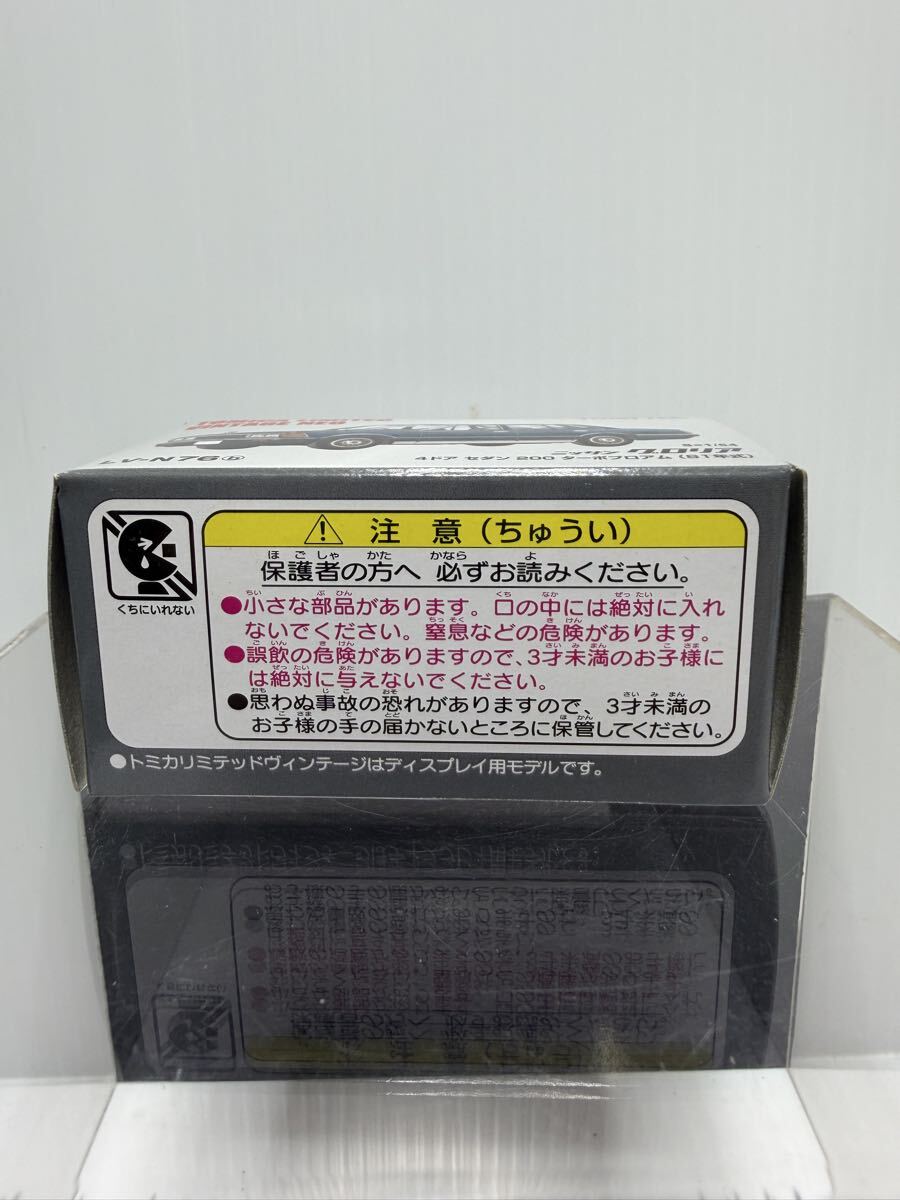 VINTAGE NEO
S=1/64
ニッサン グロリア
LV-N76b
4ドア セダン 200 ターボブロアム (81年式)
くちにいれない
注 意 (ちゅうい)
保護者の方へ 必ずお読みください。
●小さな部品があります。口の中には絶対に入れ
ないでください。窒息などの危険があります。
●誤飲の危険がありますので、3才未満のお子様に
は絶対に与えないでください。
●思わぬ事故の恐れがありますので、3才未満の
お子様の手の届かないところに保管してください。
●トミカリミテッドヴィンテージはディスプレイ用モデルです。